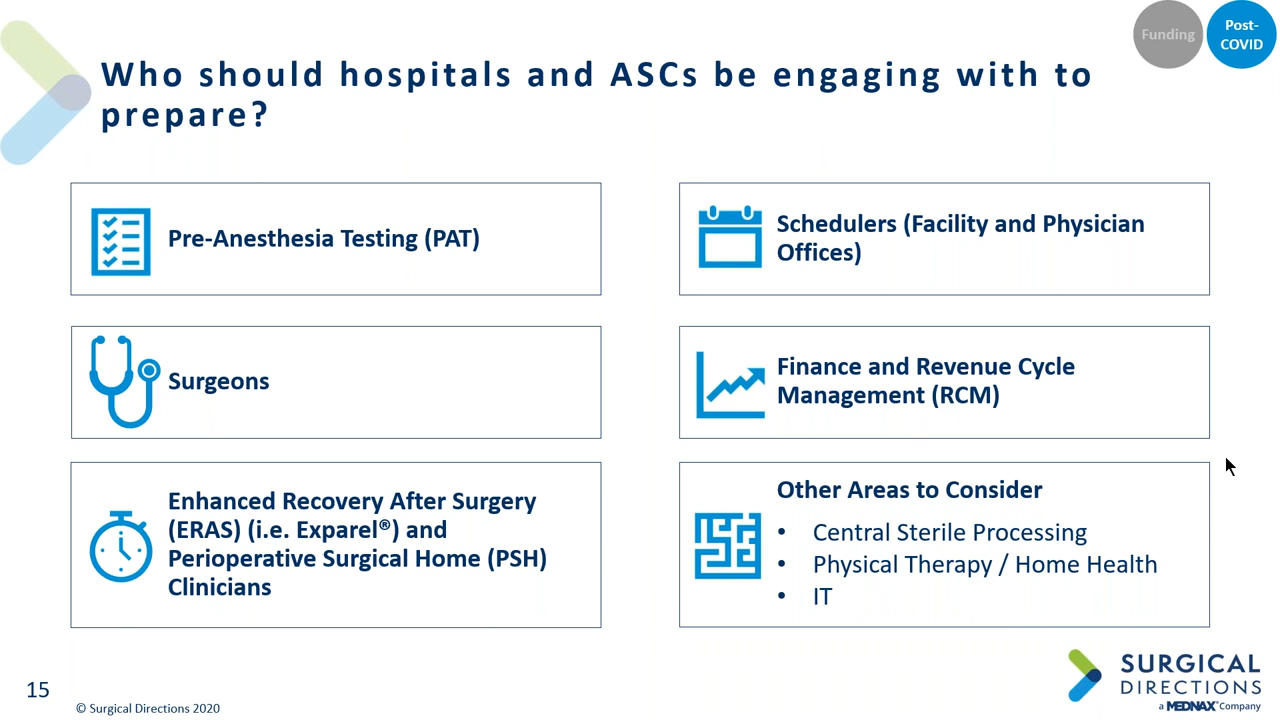 Funding
Post-
COVID
Who should hospitals and ASCs be engaging with to
prepare?
Pre-Anesthesia Testing (PAT)
Schedulers (Facility and Physician
Offices)
Surgeons
Finance and Revenue Cycle
Management (RCM)
Enhanced Recovery After Surgery
(ERAS) (i.e. Exparel®) and
Perioperative Surgical Home (PSH)
Clinicians
Other Areas to Consider
• Central Sterile Processing
• Physical Therapy / Home Health
• IT
15
© Surgical Directions 2020
SURGICAL
DIRECTIONS
a MEDNAX® Company